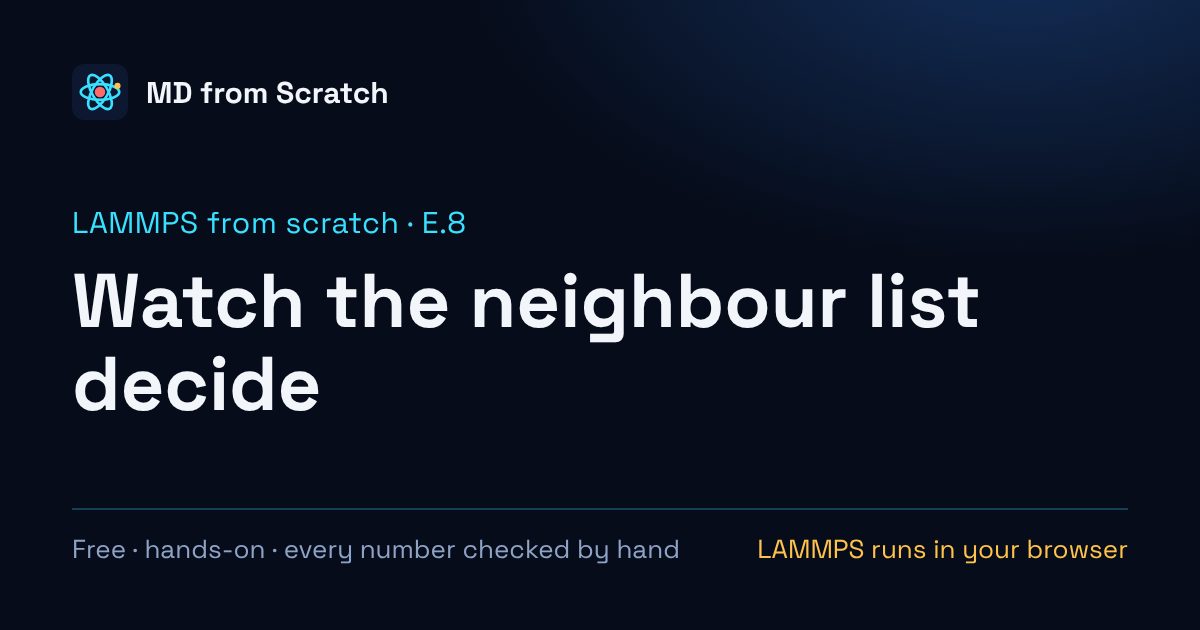 MD from Scratch
LAMMPS from scratch · E.8
Watch the neighbour list
decide
Free · hands-on · every number checked by hand
LAMMPS runs in your browser